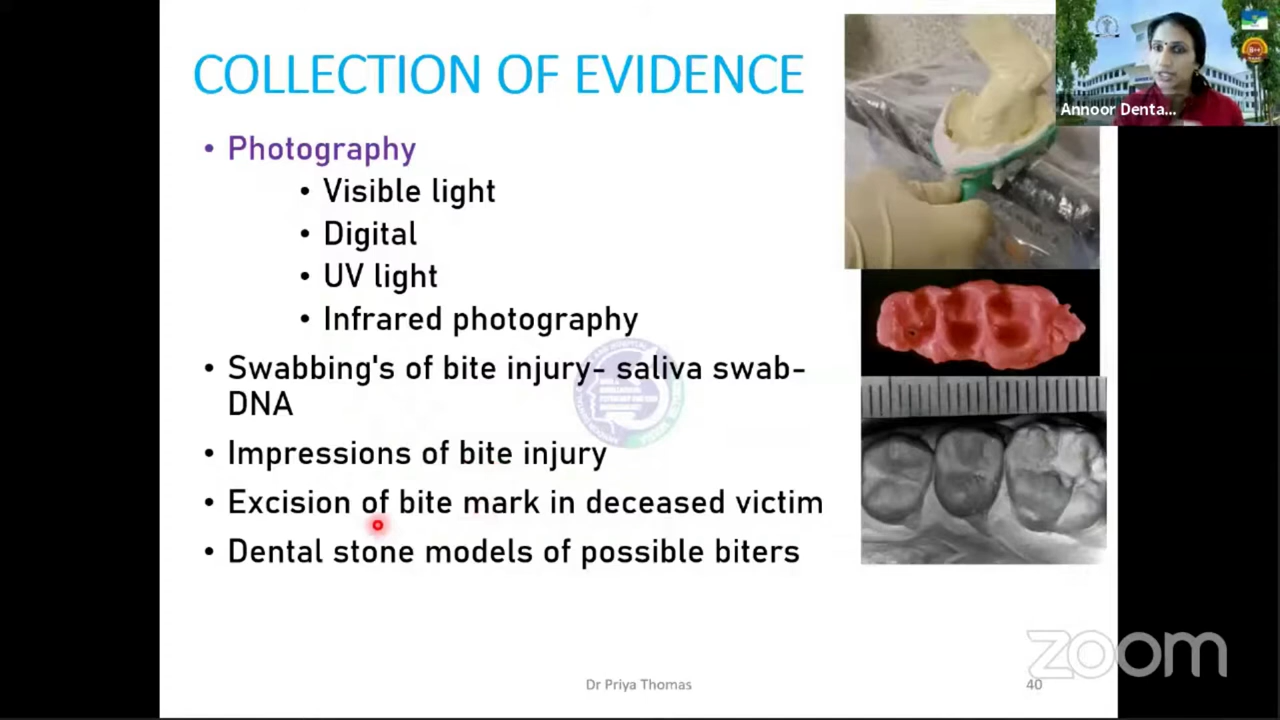 COLLECTION OF EVIDENCE
Annoor Denta...
• Photography
• Visible light
• Digital
• UV light
• Infrared photography
• Swabbing's of bite injury- saliva swab-
DNA
• Impressions of bite injury
• Excision of bite mark in deceased victim
• Dental stone models of possible biters
zoom
Dr Priya Thomas
40